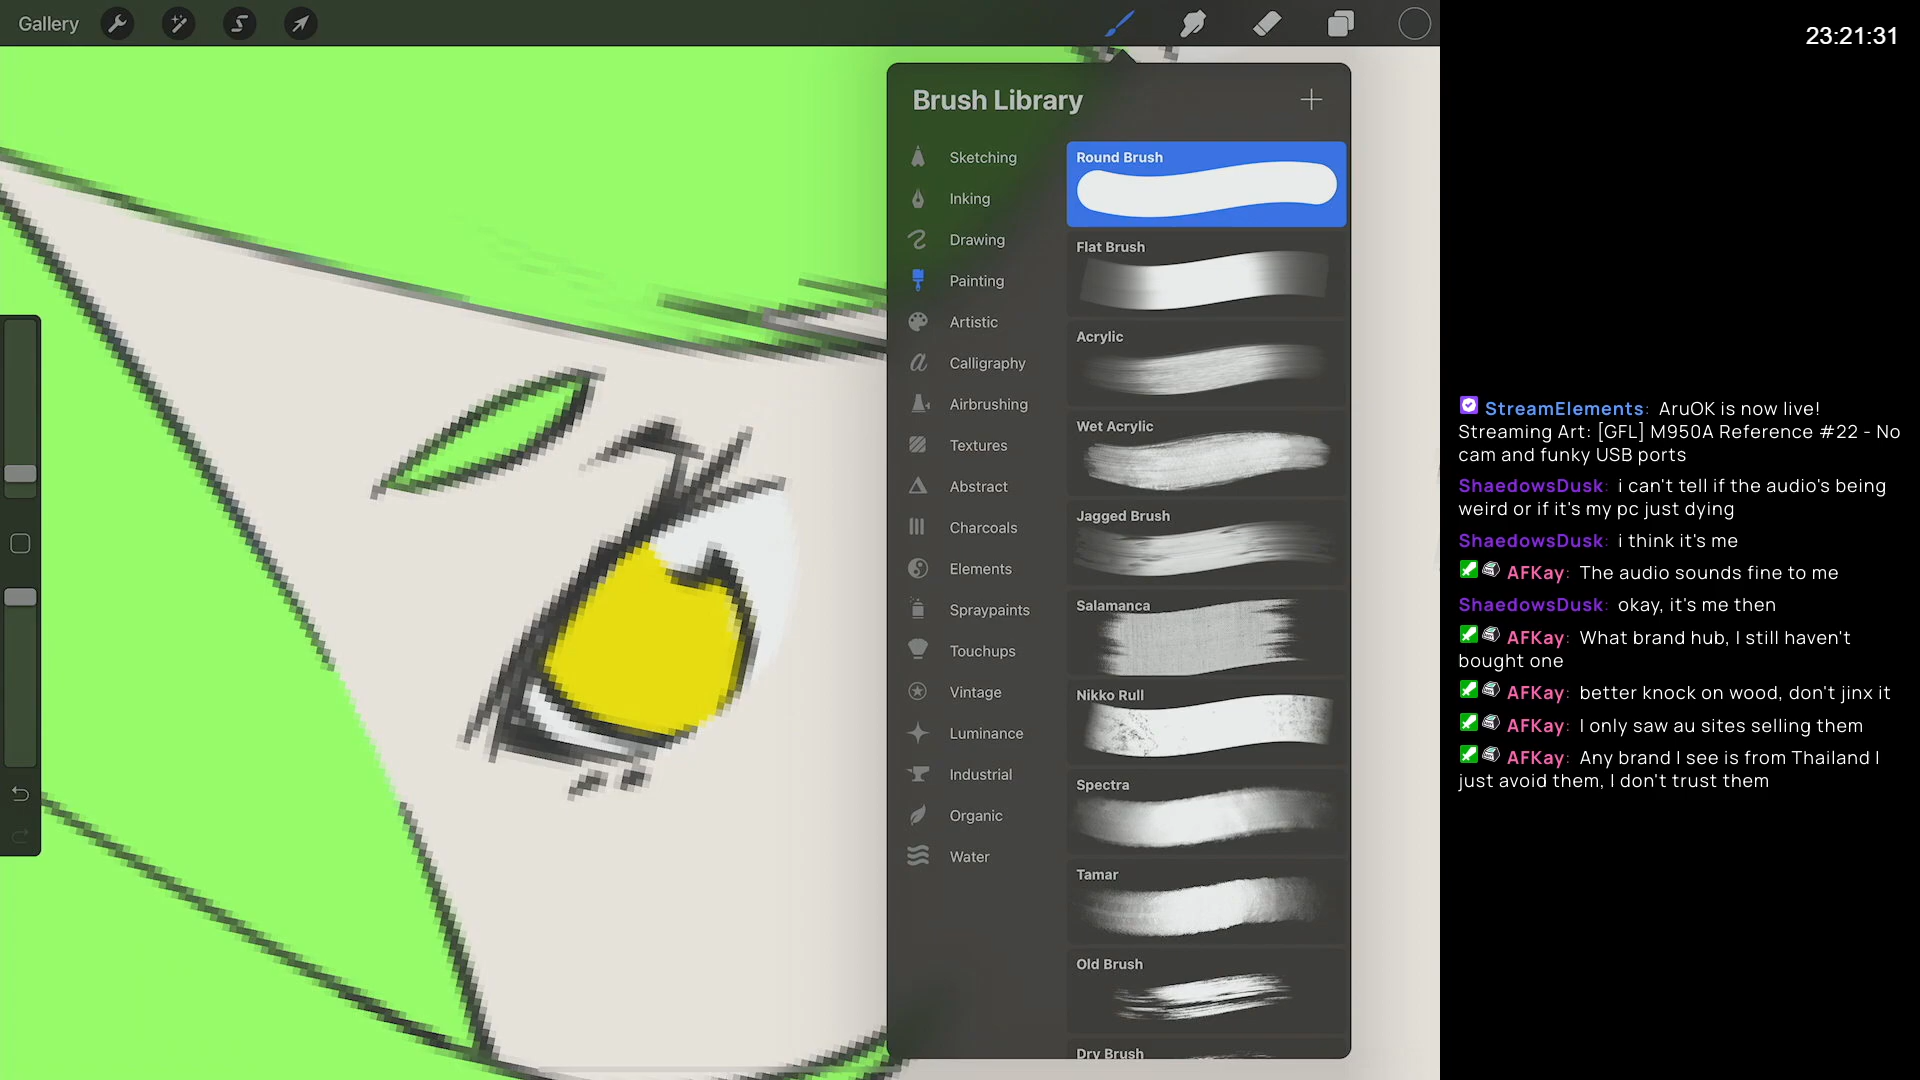 Gallery
23:21:31
Brush Library
Sketching
Inking
Drawing
Painting
Artistic
Calligraphy
Airbrushing
Textures
Abstract
Charcoals
Elements
Spraypaints
Touchups
Vintage
Luminance
Industrial
Organic
Water
Round Brush
Flat Brush
Acrylic
Wet Acrylic
Jagged Brush
Salamanca
Nikko Rull
Spectra
Tamar
Old Brush
Dry Brush
StreamElements: AruOK is now live!
Streaming Art: [GFL] M950A Reference #22 - No
cam and funky USB ports
ShaedowsDusk: i can't tell if the audio's being
weird or if it's my pc just dying
ShaedowsDusk: i think it's me
AFKay: The audio sounds fine to me
ShaedowsDusk: okay, it's me then
AFKay: What brand hub, I still haven't
bought one
AFKay: better knock on wood, don't jinx it
AFKay: I only saw au sites selling them
AFKay: Any brand I see is from Thailand I
just avoid them, I don't trust them